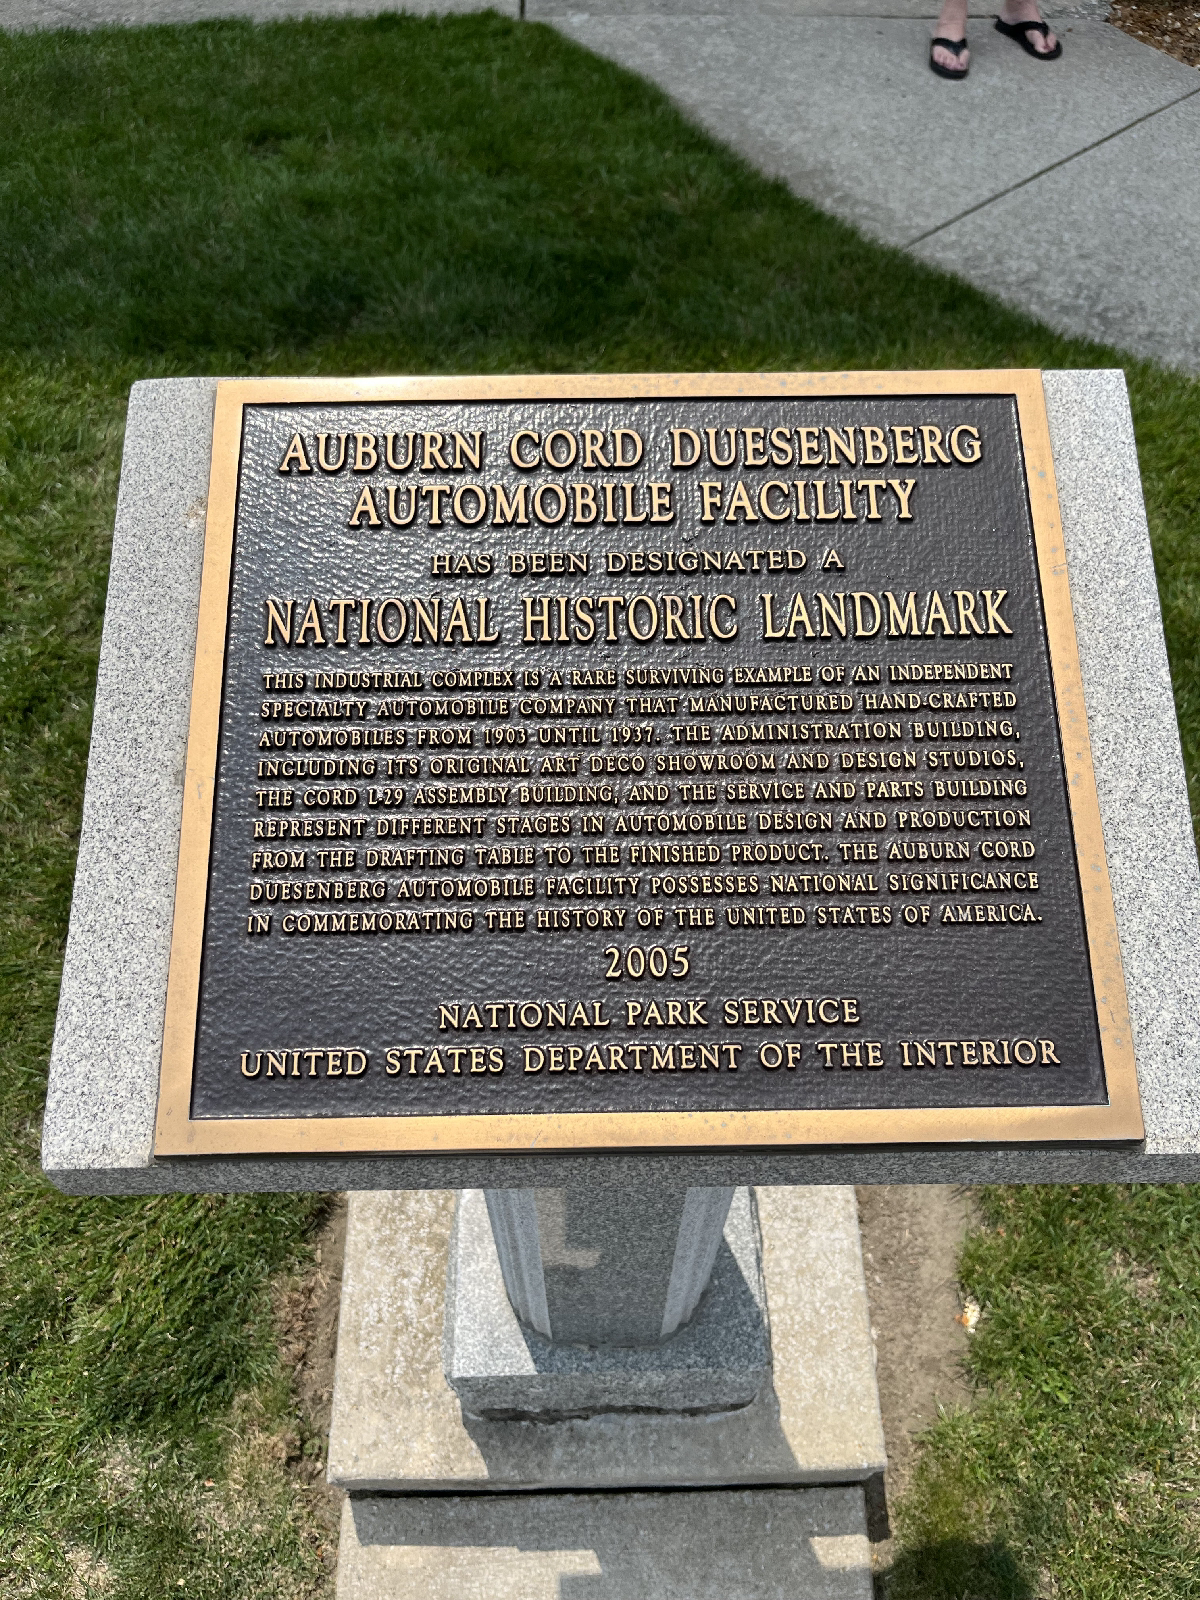 AUBURN CORD DUESENBERG
AUTOMOBILE FACILITY
HAS BEEN DESIGNATED A
NATIONAL HISTORIC LANDMARK
THIS INDUSTRIAL COMPLEX IS A RARE SURVIVING EXAMPLE OF AN INDEPENDENT
SPECIALTY AUTOMOBILE COMPANY THAT MANUFACTURED HAND-CRAFTED
AUTOMOBILES FROM 1903 UNTIL 1937. THE ADMINISTRATION BUILDING,
INCLUDING ITS ORIGINAL ART DECO SHOWROOM AND DESIGN STUDIOS,
THE CORD L-29 ASSEMBLY BUILDING, AND THE SERVICE AND PARTS BUILDING
REPRESENT DIFFERENT STAGES IN AUTOMOBILE DESIGN AND PRODUCTION
FROM THE DRAFTING TABLE TO THE FINISHED PRODUCT. THE AUBURN CORD
DUESENBERG AUTOMOBILE FACILITY POSSESSES NATIONAL SIGNIFICANCE
IN COMMEMORATING THE HISTORY OF THE UNITED STATES OF AMERICA.
2005
NATIONAL PARK SERVICE
UNITED STATES DEPARTMENT OF THE INTERIOR